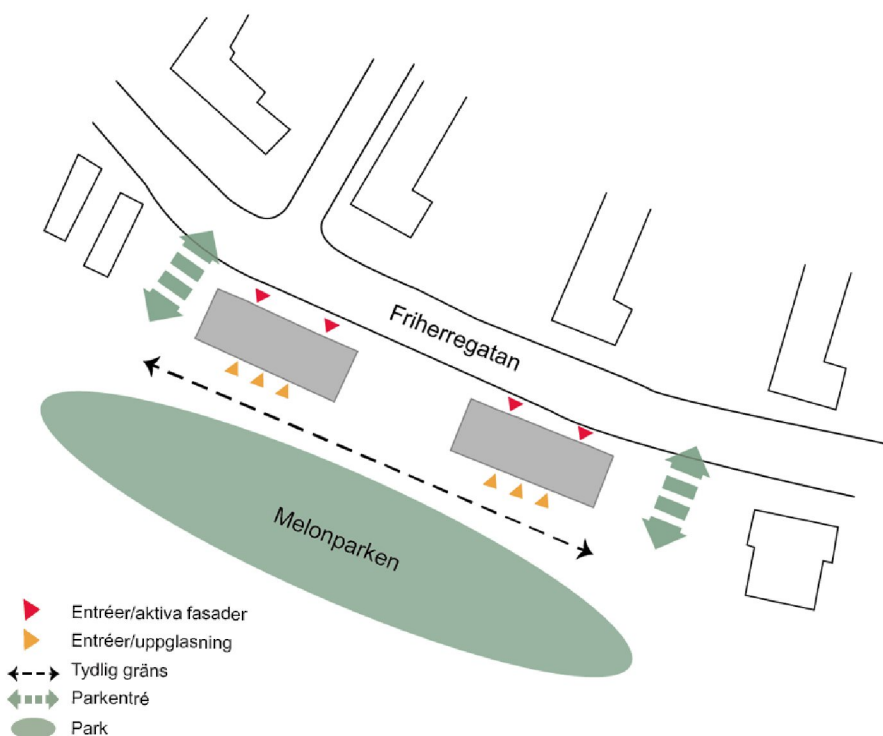 Friherregatan
Melonparken
Entréer/aktiva fasader
Entréer/uppglasning
Tydlig gräns
Parkentré
Park